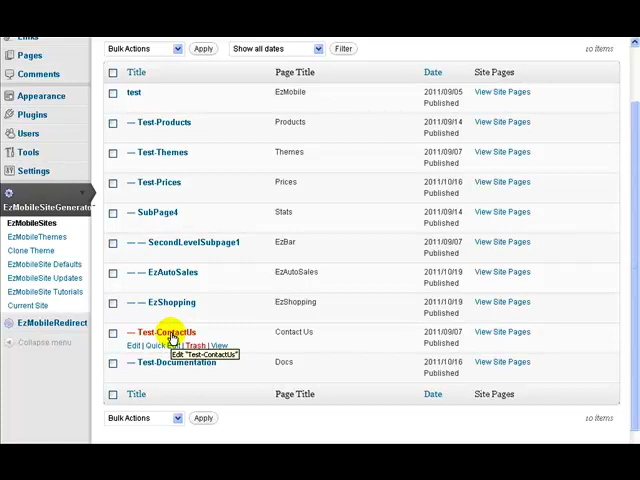 Links
Pages
Comments
Appearance
Plugins
Users
Tools
Settings
EzMobileSiteGenerator
EzMobileSites
EzMobileThemes
Clone Theme
EzMobileSite Defaults
EzMobileSite Updates
EzMobileSite Tutorials
Current Site
EzMobileRedirect
Collapse menu
Bulk Actions Apply Show all dates Filter 10 items
Title Page Title Date Site Pages
test EzMobile 2011/09/05 View Site Pages
Published
— Test-Products Products 2011/09/14 View Site Pages
Published
— Test-Themes Themes 2011/09/07 View Site Pages
Published
— Test-Prices Prices 2011/10/16 View Site Pages
Published
— SubPage4 Stats 2011/09/14 View Site Pages
Published
— — SecondLevelSubpage1 EzBar 2011/09/07 View Site Pages
Published
— — EzAutoSales EzAutoSales 2011/10/19 View Site Pages
Published
— — EzShopping EzShopping 2011/10/19 View Site Pages
Published
— Test-ContactUs Contact Us 2011/09/07 View Site Pages
Edit | Quick Edit | Trash | View Published
Edit "Test-ContactUs"
— Test-Documentation Docs 2011/10/16 View Site Pages
Published
Title Page Title Date Site Pages
Bulk Actions Apply 10 items